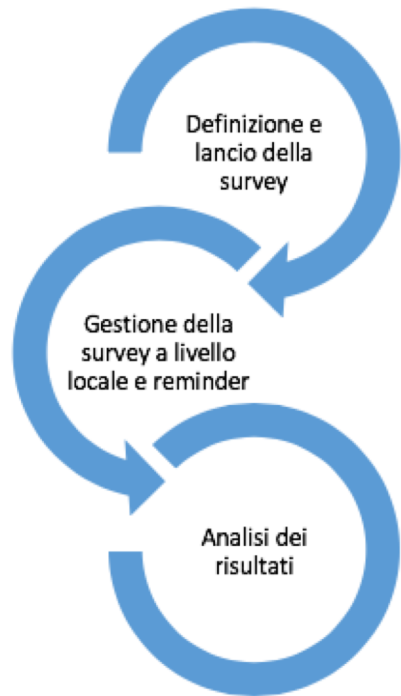 Definizione e
lancio della
survey
Gestione della
survey a livello
locale e reminder
Analisi dei
risultati